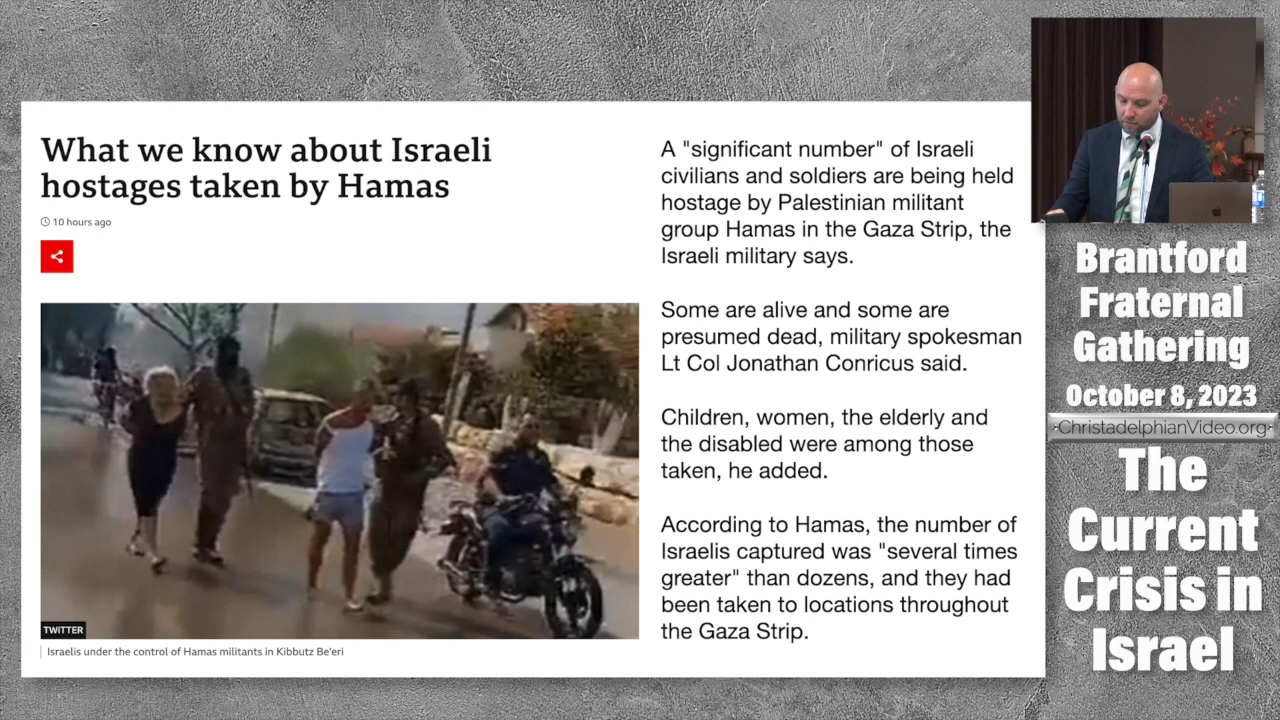 What we know about Israeli
hostages taken by Hamas
10 hours ago
TWITTER
Israelis under the control of Hamas militants in Kibbutz Be'eri
A "significant number" of Israeli
civilians and soldiers are being held
hostage by Palestinian militant
group Hamas in the Gaza Strip, the
Israeli military says.
Some are alive and some are
presumed dead, military spokesman
Lt Col Jonathan Conricus said.
Children, women, the elderly and
the disabled were among those
taken, he added.
According to Hamas, the number of
Israelis captured was "several times
greater" than dozens, and they had
been taken to locations throughout
the Gaza Strip.
Brantford
Fraternal
Gathering
October 8, 2023
ChristadelphianVideo.org
The
Current
Crisis in
Israel